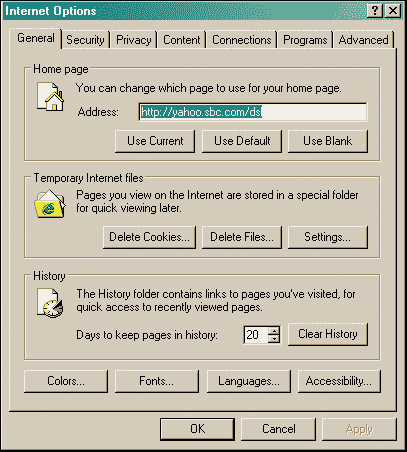 Internet Options
General Security Privacy Content Connections Programs Advanced
Home page
You can change which page to use for your home page.
Address: http://yahoo.sbc.com/dsl
Use Current Use Default Use Blank
Temporary Internet files
Pages you view on the Internet are stored in a special folder
for quick viewing later.
Delete Cookies... Delete Files... Settings...
History
The History folder contains links to pages you've visited, for
quick access to recently viewed pages.
Days to keep pages in history: 20 Clear History
Colors... Fonts... Languages... Accessibility...
OK Cancel Apply